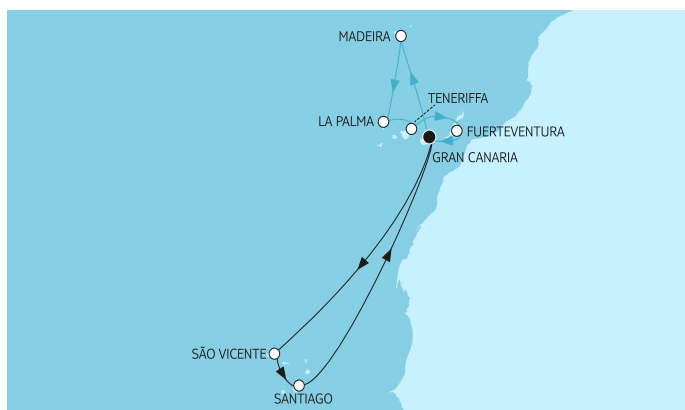 MADEIRA
TENERIFFA
LA PALMA
FUERTEVENTURA
GRAN CANARIA
SÃO VICENTE
SANTIAGO